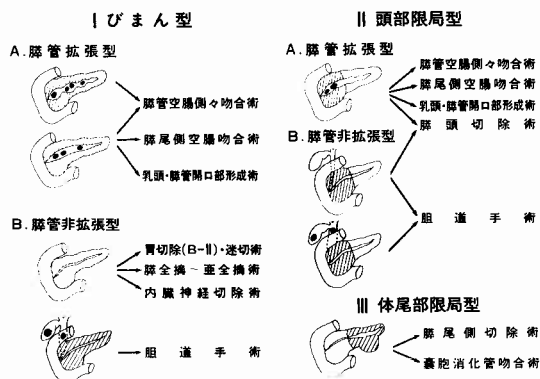 I びまん型
A.膵管拡張型
膵管空腸側々吻合術
膵尾側空腸吻合術
乳頭・膵管開口部形成術
B.膵管非拡張型
胃切除(B-II)・迷切術
膵全摘~亜全摘術
内臓神経切除術
胆道手術
II 頭部限局型
A.膵管拡張型
膵管空腸側々吻合術
膵尾側空腸吻合術
乳頭・膵管開口部形成術
膵頭切除術
B.膵管非拡張型
胆道手術
III 体尾部限局型
膵尾側切除術
嚢胞消化管吻合術